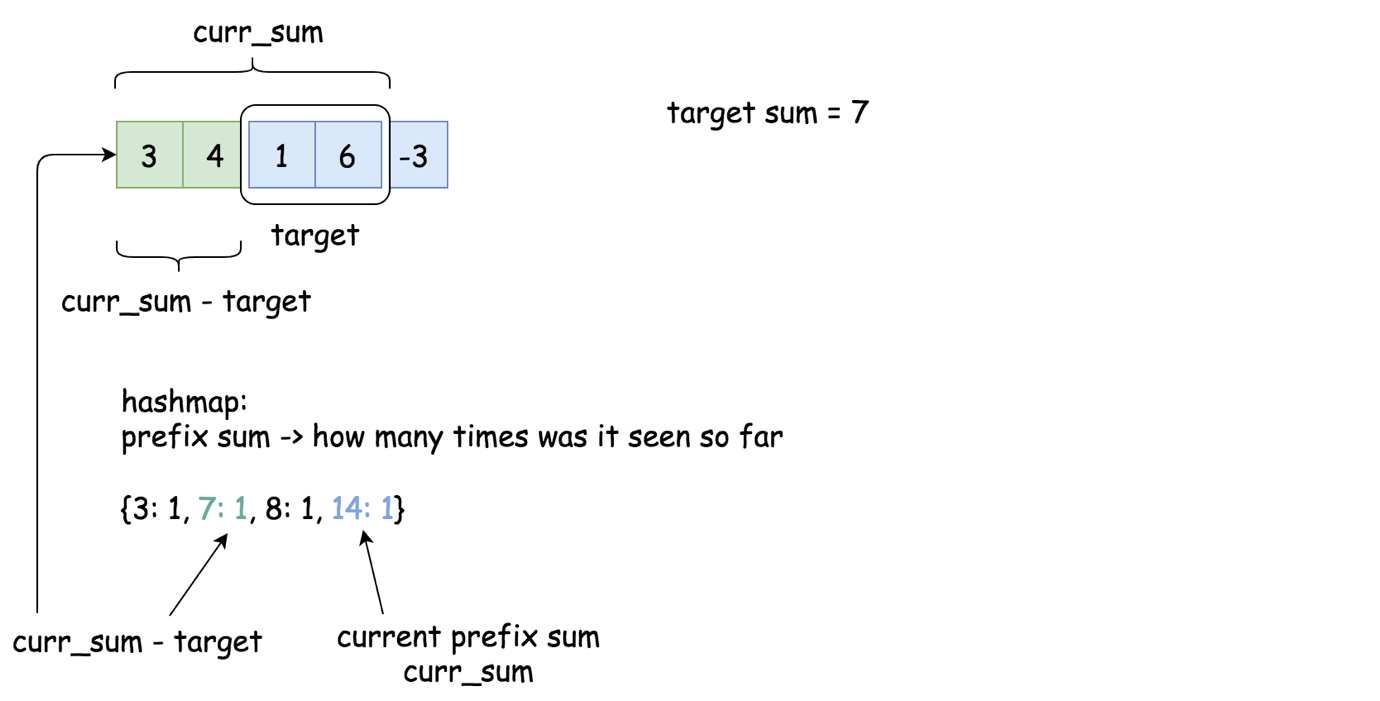 curr_sum
target sum = 7
3 4 1 6 -3
target
curr_sum - target
hashmap:
prefix sum -> how many times was it seen so far
{3: 1, 7: 1, 8: 1, 14: 1}
curr_sum - target
current prefix sum
curr_sum